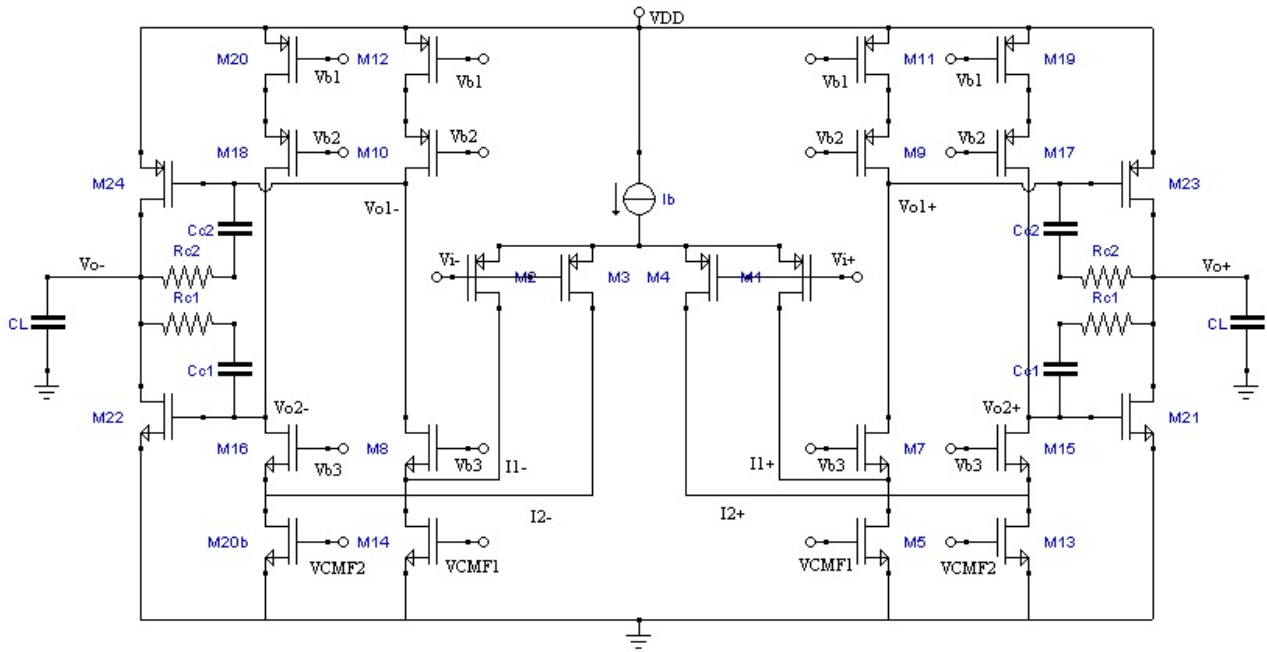 VDD
M20 Vb1 M12 Vb1 Vb1 M11 Vb1 M19
M18 Vb2 M10 Vb2 Vb2 M9 Vb2 M17
M24 M23
Ib
Vo1- Vo1+
Cc2 Cc2
Vo- Rc2 Vi- M2 M3 M4 M1 Vi+ Rc2 Vo+
Rc1 Rc1
CL CL
Cc1 Cc1
M22 Vo2- Vo2+ M21
M16 Vb3 M8 Vb3 I1- I1+ Vb3 M7 Vb3 M15
I2- I2+
M20b VCMF2 M14 VCMF1 VCMF1 M5 VCMF2 M13